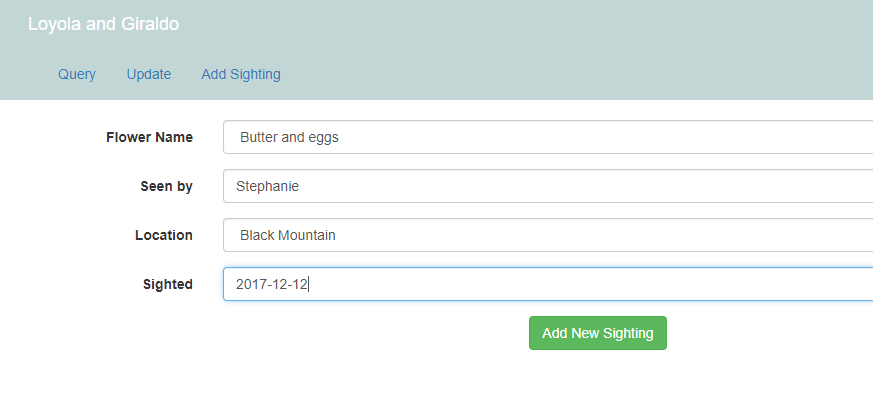 Loyola and Giraldo
Query Update Add Sighting
Flower Name Butter and eggs
Seen by Stephanie
Location Black Mountain
Sighted 2017-12-12
Add New Sighting